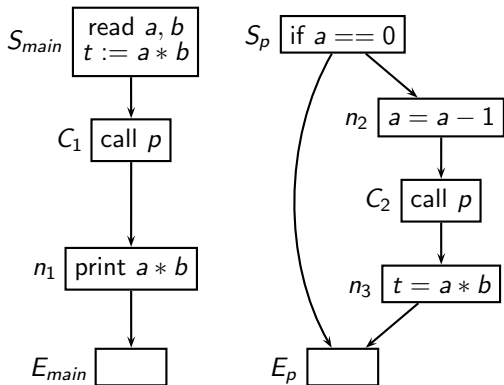 S_main
read a, b
t := a * b
C_1
call p
n_1
print a * b
E_main
S_p
if a == 0
n_2
a = a − 1
C_2
call p
n_3
t = a * b
E_p